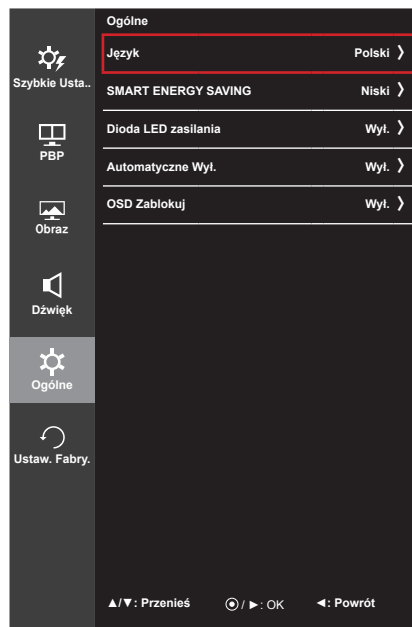 Ogólne
Język Polski ❭
SMART ENERGY SAVING Niski ❭
Dioda LED zasilania Wył. ❭
Automatyczne Wył. Wył. ❭
OSD Zablokuj Wył. ❭
Szybkie Usta..
PBP
Obraz
Dźwięk
Ogólne
Ustaw. Fabry.
▲/▼: Przenieś ⦿ / ►: OK ◄: Powrót